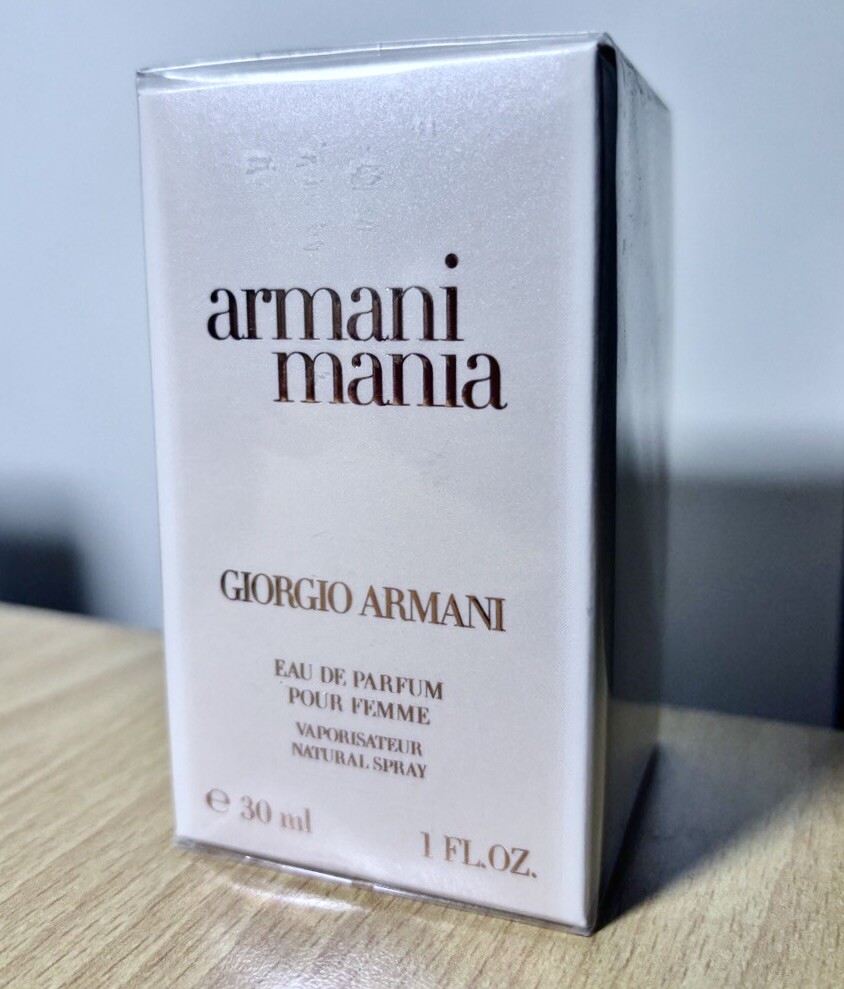 armani
mania
GIORGIO ARMANI
EAU DE PARFUM
POUR FEMME
VAPORISATEUR
NATURAL SPRAY
℮ 30 ml
1 FL.OZ.